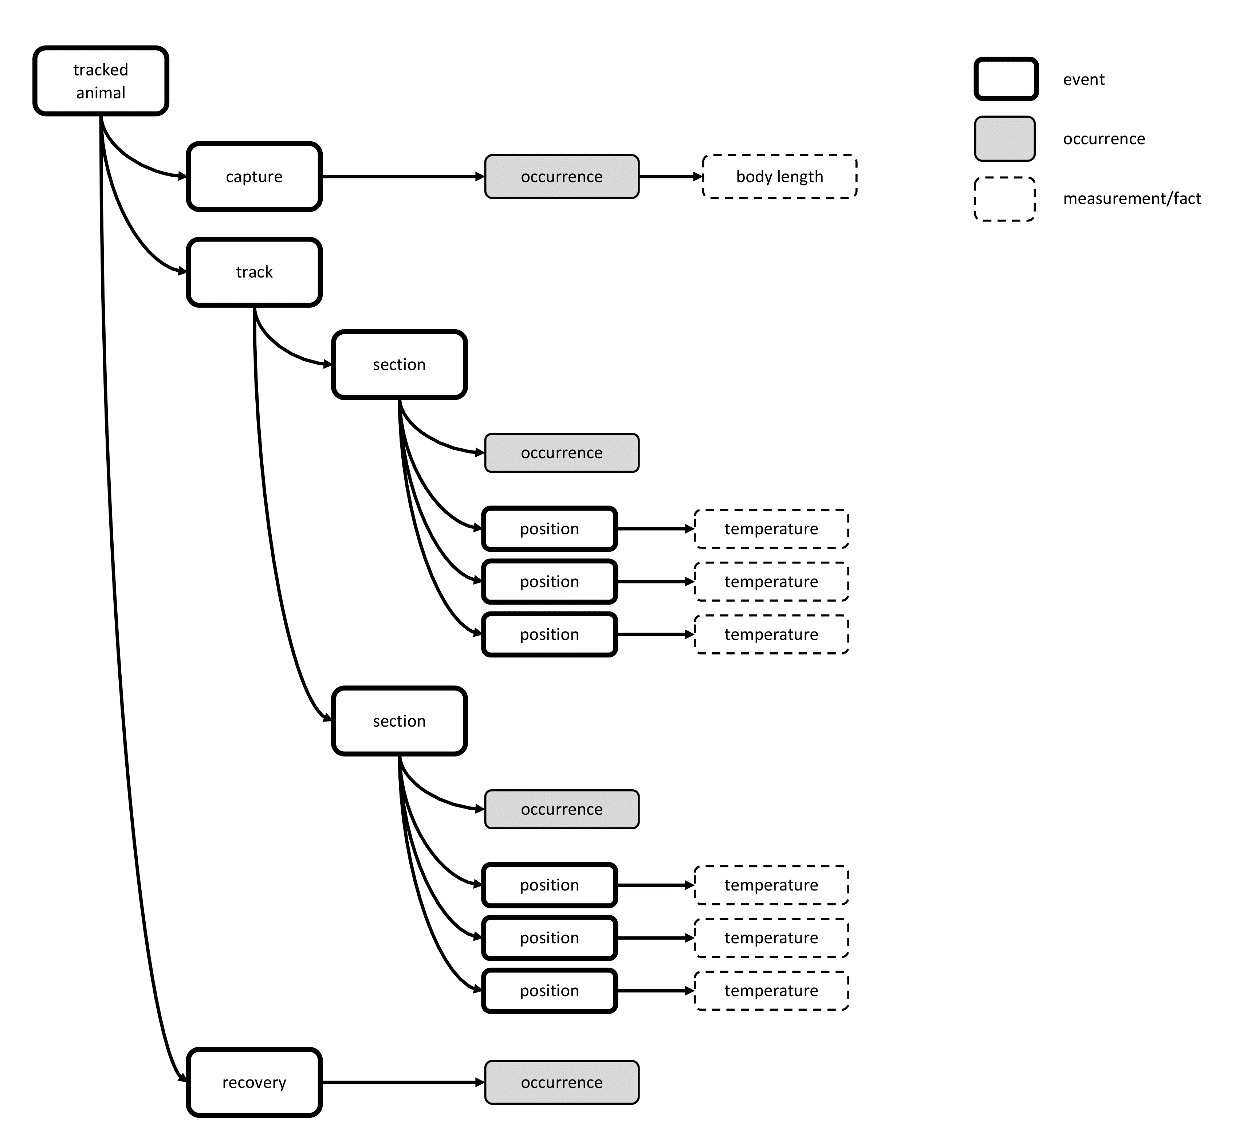 tracked
animal
event
occurrence
measurement/fact
capture
occurrence
body length
track
section
occurrence
position
temperature
position
temperature
position
temperature
section
occurrence
position
temperature
position
temperature
position
temperature
recovery
occurrence